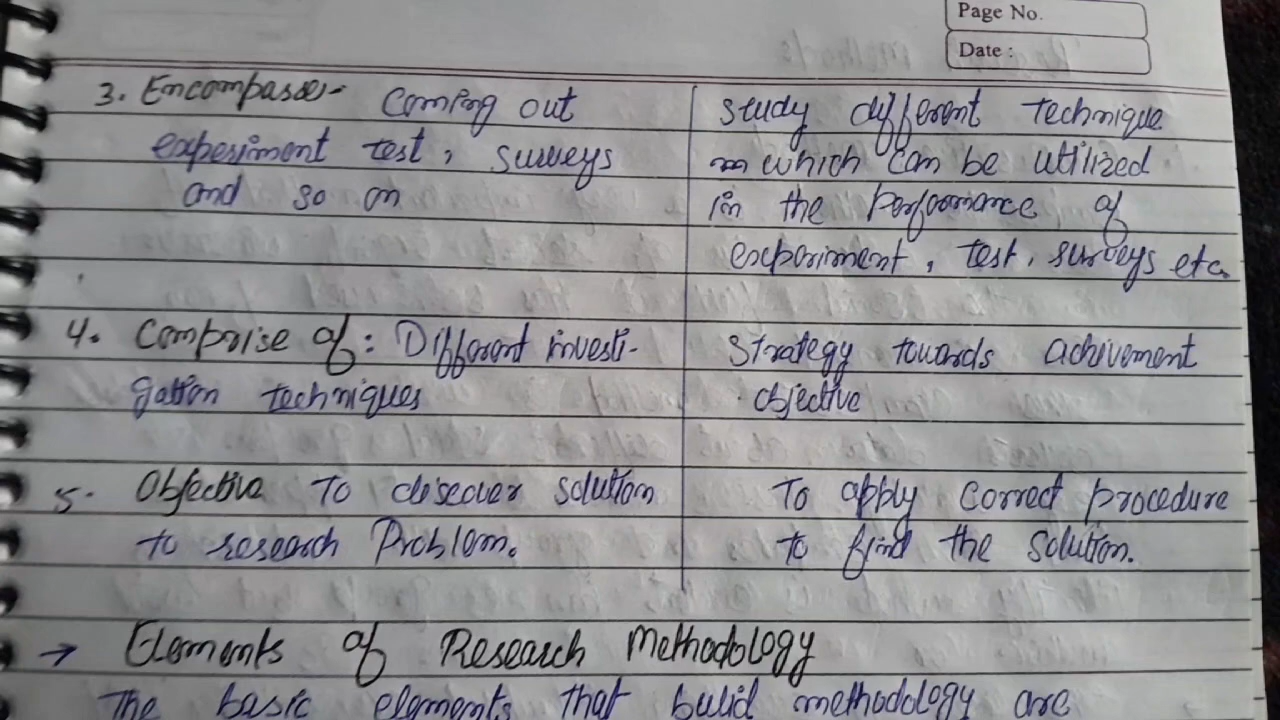 Page No.
Date :
3. Encompasses- Coming out
experiment test, surveys
and so on
study different technique
which can be utilized
in the performance of
experiment, test, surveys etc.
4. Comprise of: Different investi-
gation techniques
Strategy towards achivement
objective
5. Objective To discover solution
to research Problem.
To apply correct procedure
to find the solution.
→ Elements of Research Methodology
The basic elements that bulid methodology are